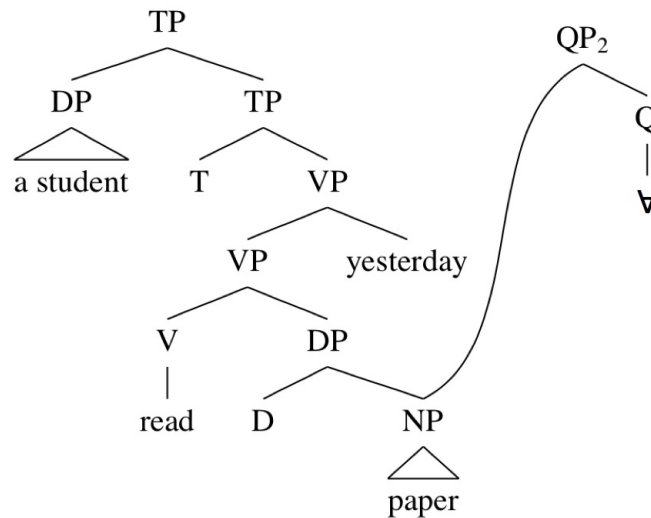 TP
QP₂
DP TP Q
a student T VP ∀
VP yesterday
V DP
read D NP
paper